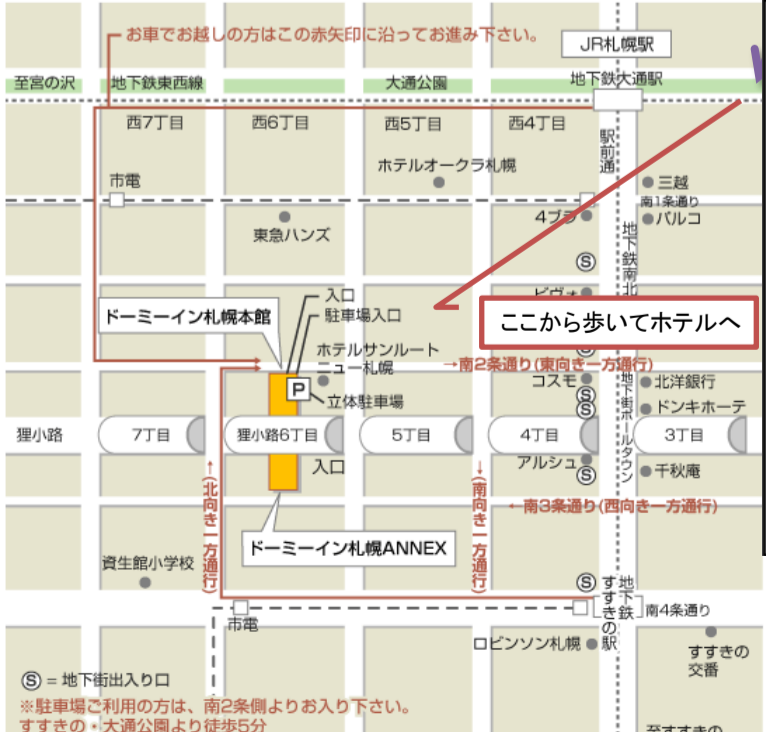 お車でお越しの方はこの赤矢印に沿ってお進み下さい。
JR札幌駅
至宮の沢
地下鉄東西線
大通公園
地下鉄大通駅
西7丁目
西6丁目
西5丁目
西4丁目
駅前通
ホテルオークラ札幌
市電
三越
南1条通り
4プラ
パルコ
東急ハンズ
地下鉄南北
Ⓢ
入口
駐車場入口
ドーミーイン札幌本館
ここから歩いてホテルへ
ホテルサンルート
ニュー札幌
→南2条通り(東向き一方通行)
コスモ
北洋銀行
P
立体駐車場
Ⓢ
Ⓢ
ドンキホーテ
地下街ポールタウン
狸小路
7丁目
狸小路6丁目
5丁目
4丁目
3丁目
入口
アルシュ
Ⓢ
千秋庵
←(北向き一方通行)
←(南向き一方通行)
←南3条通り(西向き一方通行)
ドーミーイン札幌ANNEX
資生館小学校
Ⓢ
地下鉄
すすきの駅
南4条通り
市電
ロビンソン札幌
すすきの
交番
Ⓢ = 地下街出入り口
※駐車場ご利用の方は、南2条側よりお入り下さい。
すすきの・大通公園より徒歩5分